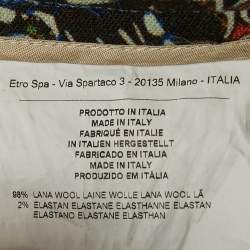 Etro Spa - Via Spartaco 3 - 20135 Milano - ITALIA
PRODOTTO IN ITALIA
MADE IN ITALY
FABRIQUÉ EN ITALIE
IN ITALIEN HERGESTELLT
FABRICADO EN ITALIA
MADE IN ITALY
PRODUZIDO EM ITÁLIA
98% LANA WOOL LAINE WOLLE LANA WOOL LÃ
2% ELASTAN ELASTANE ELASTHANNE ELASTAN
ELASTANO ELASTANE ELASTHAN